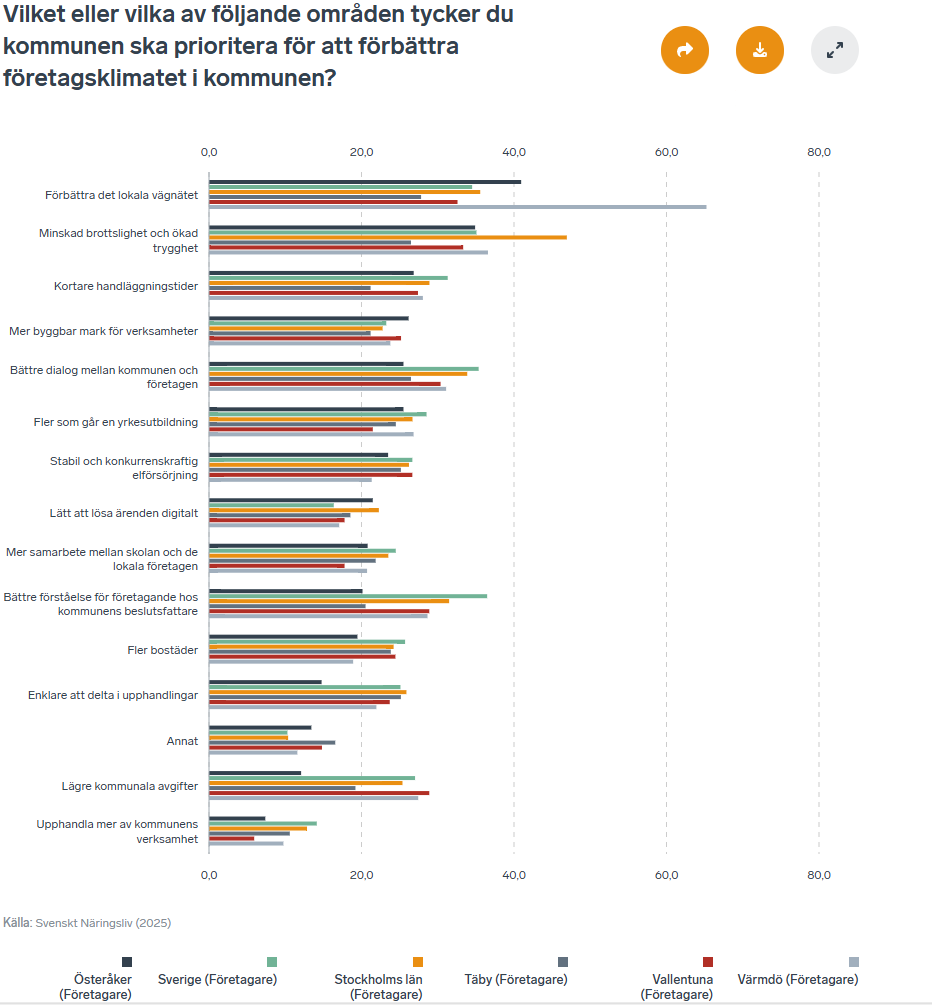 Vilket eller vilka av följande områden tycker du
kommunen ska prioritera för att förbättra
företagsklimatet i kommunen?
0,0 20,0 40,0 60,0 80,0
Förbättra det lokala vägnätet
Minskad brottslighet och ökad
trygghet
Kortare handläggningstider
Mer byggbar mark för verksamheter
Bättre dialog mellan kommunen och
företagen
Fler som går en yrkesutbildning
Stabil och konkurrenskraftig
elförsörjning
Lätt att lösa ärenden digitalt
Mer samarbete mellan skolan och de
lokala företagen
Bättre förståelse för företagande hos
kommunens beslutsfattare
Fler bostäder
Enklare att delta i upphandlingar
Annat
Lägre kommunala avgifter
Upphandla mer av kommunens
verksamhet
0,0 20,0 40,0 60,0 80,0
Källa: Svenskt Näringsliv (2025)
Österåker
(Företagare)
Sverige (Företagare)
Stockholms län
(Företagare)
Täby (Företagare)
Vallentuna
(Företagare)
Värmdö (Företagare)